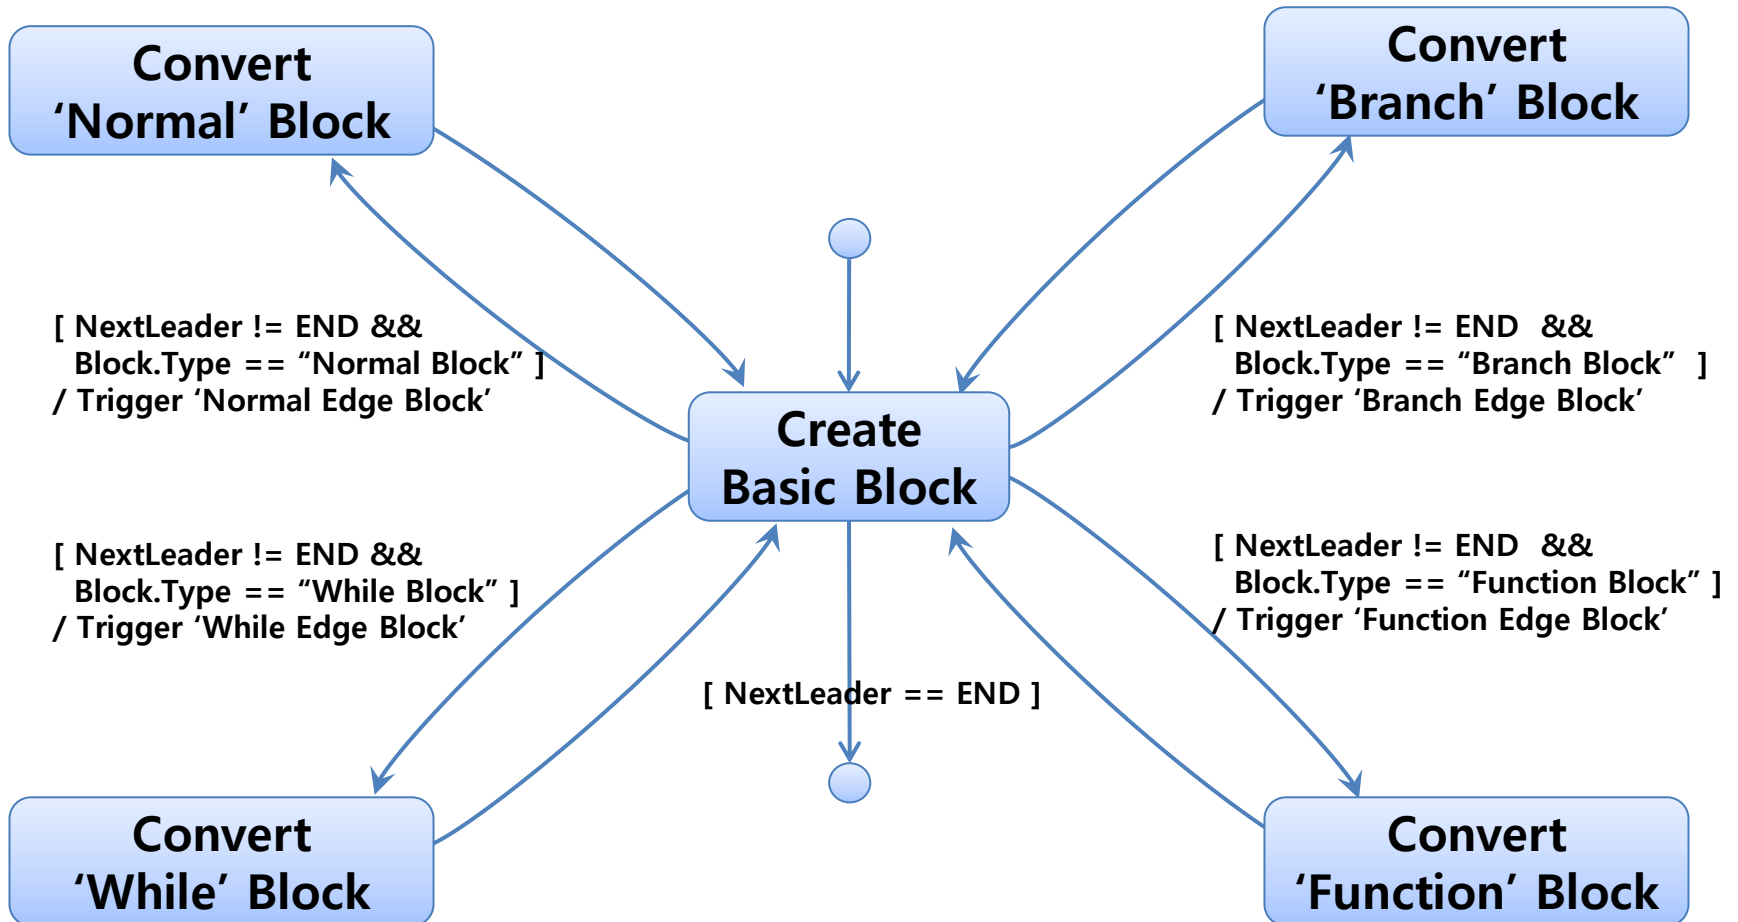 Convert
‘Normal’ Block
Convert
‘Branch’ Block
[ NextLeader != END &&
Block.Type == “Normal Block” ]
/ Trigger ‘Normal Edge Block’
[ NextLeader != END &&
Block.Type == “Branch Block” ]
/ Trigger ‘Branch Edge Block’
Create
Basic Block
[ NextLeader != END &&
Block.Type == “While Block” ]
/ Trigger ‘While Edge Block’
[ NextLeader != END &&
Block.Type == “Function Block” ]
/ Trigger ‘Function Edge Block’
[ NextLeader == END ]
Convert
‘While’ Block
Convert
‘Function’ Block